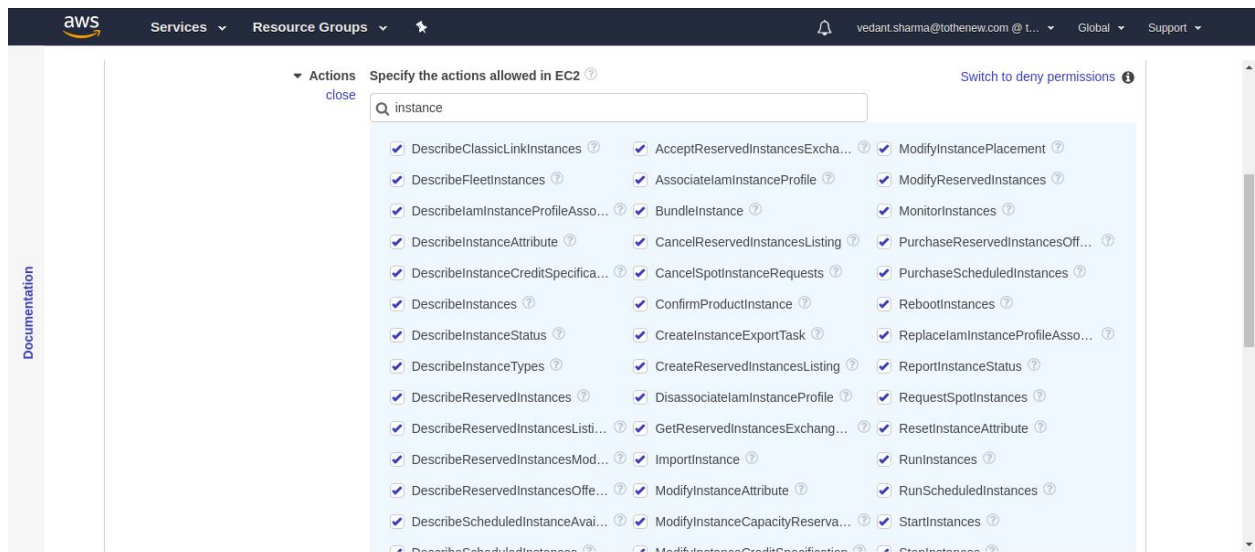 aws Services Resource Groups vedant.sharma@tothenew.com @ t... Global Support
Actions Specify the actions allowed in EC2 Switch to deny permissions
close
instance
DescribeClassicLinkInstances AcceptReservedInstancesExcha... ModifyInstancePlacement
DescribeFleetInstances AssociateIamInstanceProfile ModifyReservedInstances
DescribeIamInstanceProfileAsso... BundleInstance MonitorInstances
DescribeInstanceAttribute CancelReservedInstancesListing PurchaseReservedInstancesOff...
DescribeInstanceCreditSpecifica... CancelSpotInstanceRequests PurchaseScheduledInstances
DescribeInstances ConfirmProductInstance RebootInstances
DescribeInstanceStatus CreateInstanceExportTask ReplaceIamInstanceProfileAsso...
DescribeInstanceTypes CreateReservedInstancesListing ReportInstanceStatus
DescribeReservedInstances DisassociateIamInstanceProfile RequestSpotInstances
DescribeReservedInstancesListi... GetReservedInstancesExchang... ResetInstanceAttribute
DescribeReservedInstancesMod... ImportInstance RunInstances
DescribeReservedInstancesOffe... ModifyInstanceAttribute RunScheduledInstances
DescribeScheduledInstanceAvai... ModifyInstanceCapacityReserva... StartInstances
DescribeScheduledInstances ModifyInstanceCreditSpecification StopInstances
Documentation